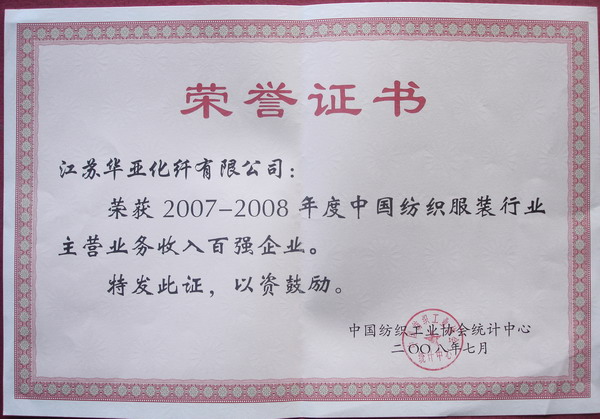 荣誉证书
江苏华亚化纤有限公司：
荣获 2007-2008 年度中国纺织服装行业
主营业务收入百强企业。
特发此证，以资鼓励。
中国纺织工业协会统计中心
二〇〇八年七月